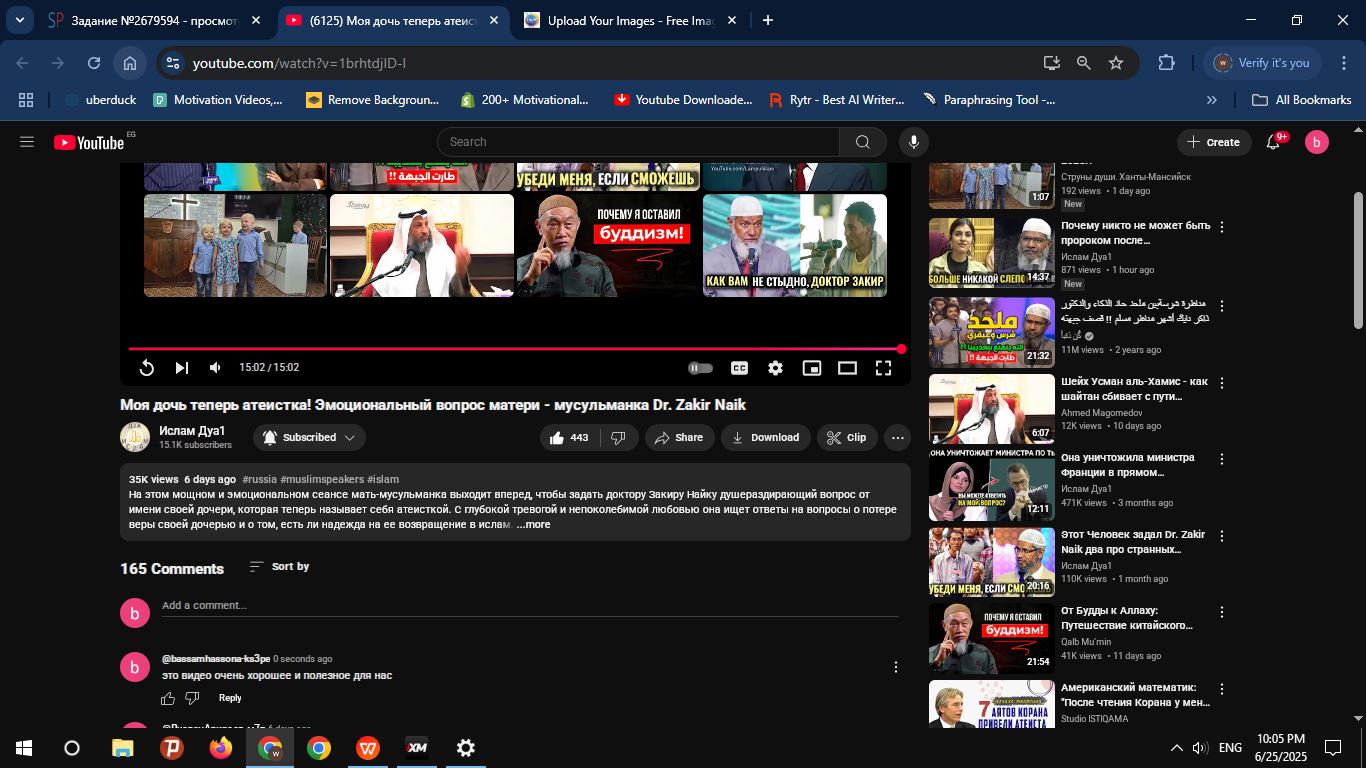 Задание №2679594 - просмотр
(6125) Моя дочь теперь атеист
Upload Your Images - Free Imag
youtube.com/watch?v=1brhtdjID-I
Verify it's you
uberduck
Motivation Videos,...
Remove Backgroun...
200+ Motivational...
Youtube Downloade...
Rytr - Best AI Writer...
Paraphrasing Tool -...
»
All Bookmarks
YouTube EG
Search
Create
9+
b
طارت الجبهة !!
УБЕДИ МЕНЯ, ЕСЛИ СМОЖЕШЬ
YouTube.com/Lampuislam
ПОЧЕМУ Я ОСТАВИЛ
буддизм!
КАК ВАМ НЕ СТЫДНО, ДОКТОР ЗАКИР
15:02 / 15:02
CC
Моя дочь теперь атеистка! Эмоциональный вопрос матери - мусульманка Dr. Zakir Naik
Ислам Дуа1
15.1K subscribers
Subscribed
443
Share
Download
Clip
35K views 6 days ago #russia #muslimspeakers #islam
На этом мощном и эмоциональном сеансе мать-мусульманка выходит вперед, чтобы задать доктору Закиру Найку душераздирающий вопрос от
имени своей дочери, которая теперь называет себя атеисткой. С глубокой тревогой и непоколебимой любовью она ищет ответы на вопросы о потере
веры своей дочерью и о том, есть ли надежда на ее возвращение в ислам. ...more
165 Comments
Sort by
b
Add a comment...
b
@bassamhassona-ks3pe 0 seconds ago
это видео очень хорошее и полезное для нас
Reply
1:07
Струны души. Ханты-Мансийск
192 views • 1 day ago
New
БОЛЬШЕ НИКАКОЙ СЛЕПО
14:37
Почему никто не может быть
пророком после...
Ислам Дуа1
871 views • 1 hour ago
New
ملحد
شرس وعبقري
طارت الجبهة !!
21:32
مناظرة شرسة بين ملحد حاد الذكاء والدكتور
ذاكر نايك أشهر مناظر مسلم !! قصف جبهته
11M views • 2 years ago
6:07
Шейх Усман аль-Хамис - как
шайтан сбивает с пути...
Ahmed Magomedov
12K views • 10 days ago
ОНА УНИЧТОЖАЕТ МИНИСТРА ПО ТЕ
ВЫ МОЖЕТЕ ОТВЕТИТЬ
НА МОЙ ВОПРОС?
12:11
Она уничтожила министра
Франции в прямом...
Ислам Дуа1
471K views • 3 months ago
УБЕДИ МЕНЯ, ЕСЛИ СМОЖЕШЬ
20:16
Этот Человек задал Dr. Zakir
Naik два про странных...
Ислам Дуа1
110K views • 1 month ago
ПОЧЕМУ Я ОСТАВИЛ
буддизм!
21:54
От Будды к Аллаху:
Путешествие китайского...
Qalb Mu'min
41K views • 11 days ago
7 АЯТОВ КОРАНА
ПРИВЕЛИ АТЕИСТА
Американский математик:
"После чтения Корана у мен...
Studio ISTIQAMA
ENG
10:05 PM
6/25/2025